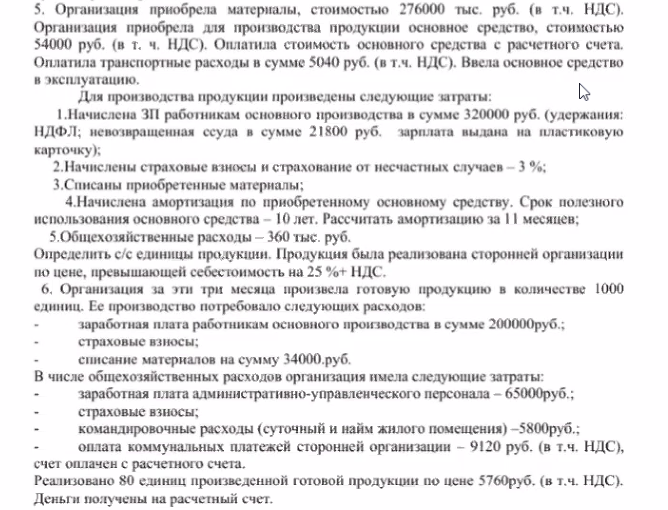 5. Организация приобрела материалы, стоимостью 276000 тыс. руб. (в т.ч. НДС).
Организация приобрела для производства продукции основное средство, стоимостью
54000 руб. (в т. ч. НДС). Оплатила стоимость основного средства с расчетного счета.
Оплатила транспортные расходы в сумме 5040 руб. (в т.ч. НДС). Ввела основное средство
в эксплуатацию.
Для производства продукции произведены следующие затраты:
1.Начислена ЗП работникам основного производства в сумме 320000 руб. (удержания:
НДФЛ; невозвращенная ссуда в сумме 21800 руб. зарплата выдана на пластиковую
карточку);
2.Начислены страховые взносы и страхование от несчастных случаев – 3 %;
3.Списаны приобретенные материалы;
4.Начислена амортизация по приобретенному основному средству. Срок полезного
использования основного средства – 10 лет. Рассчитать амортизацию за 11 месяцев;
5.Общехозяйственные расходы – 360 тыс. руб.
Определить с/с единицы продукции. Продукция была реализована сторонней организации
по цене, превышающей себестоимость на 25 %+ НДС.
6. Организация за эти три месяца произвела готовую продукцию в количестве 1000
единиц. Ее производство потребовало следующих расходов:
- заработная плата работникам основного производства в сумме 200000руб.;
- страховые взносы;
- списание материалов на сумму 34000.руб.
В числе общехозяйственных расходов организация имела следующие затраты:
- заработная плата административно-управленческого персонала – 65000руб.;
- страховые взносы;
- командировочные расходы (суточный и найм жилого помещения) –5800руб.;
- оплата коммунальных платежей сторонней организации – 9120 руб. (в т.ч. НДС),
счет оплачен с расчетного счета.
Реализовано 80 единиц произведенной готовой продукции по цене 5760руб. (в т.ч. НДС).
Деньги получены на расчетный счет.